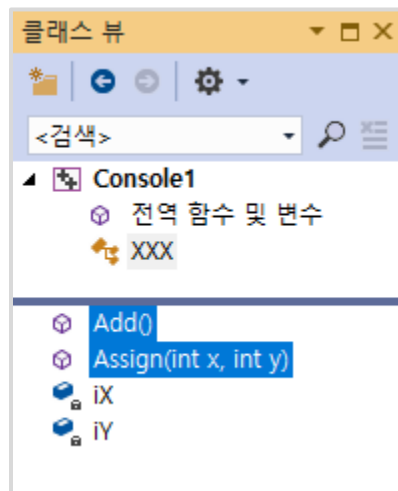 클래스 뷰
<검색>
Console1
전역 함수 및 변수
XXX
Add()
Assign(int x, int y)
iX
iY